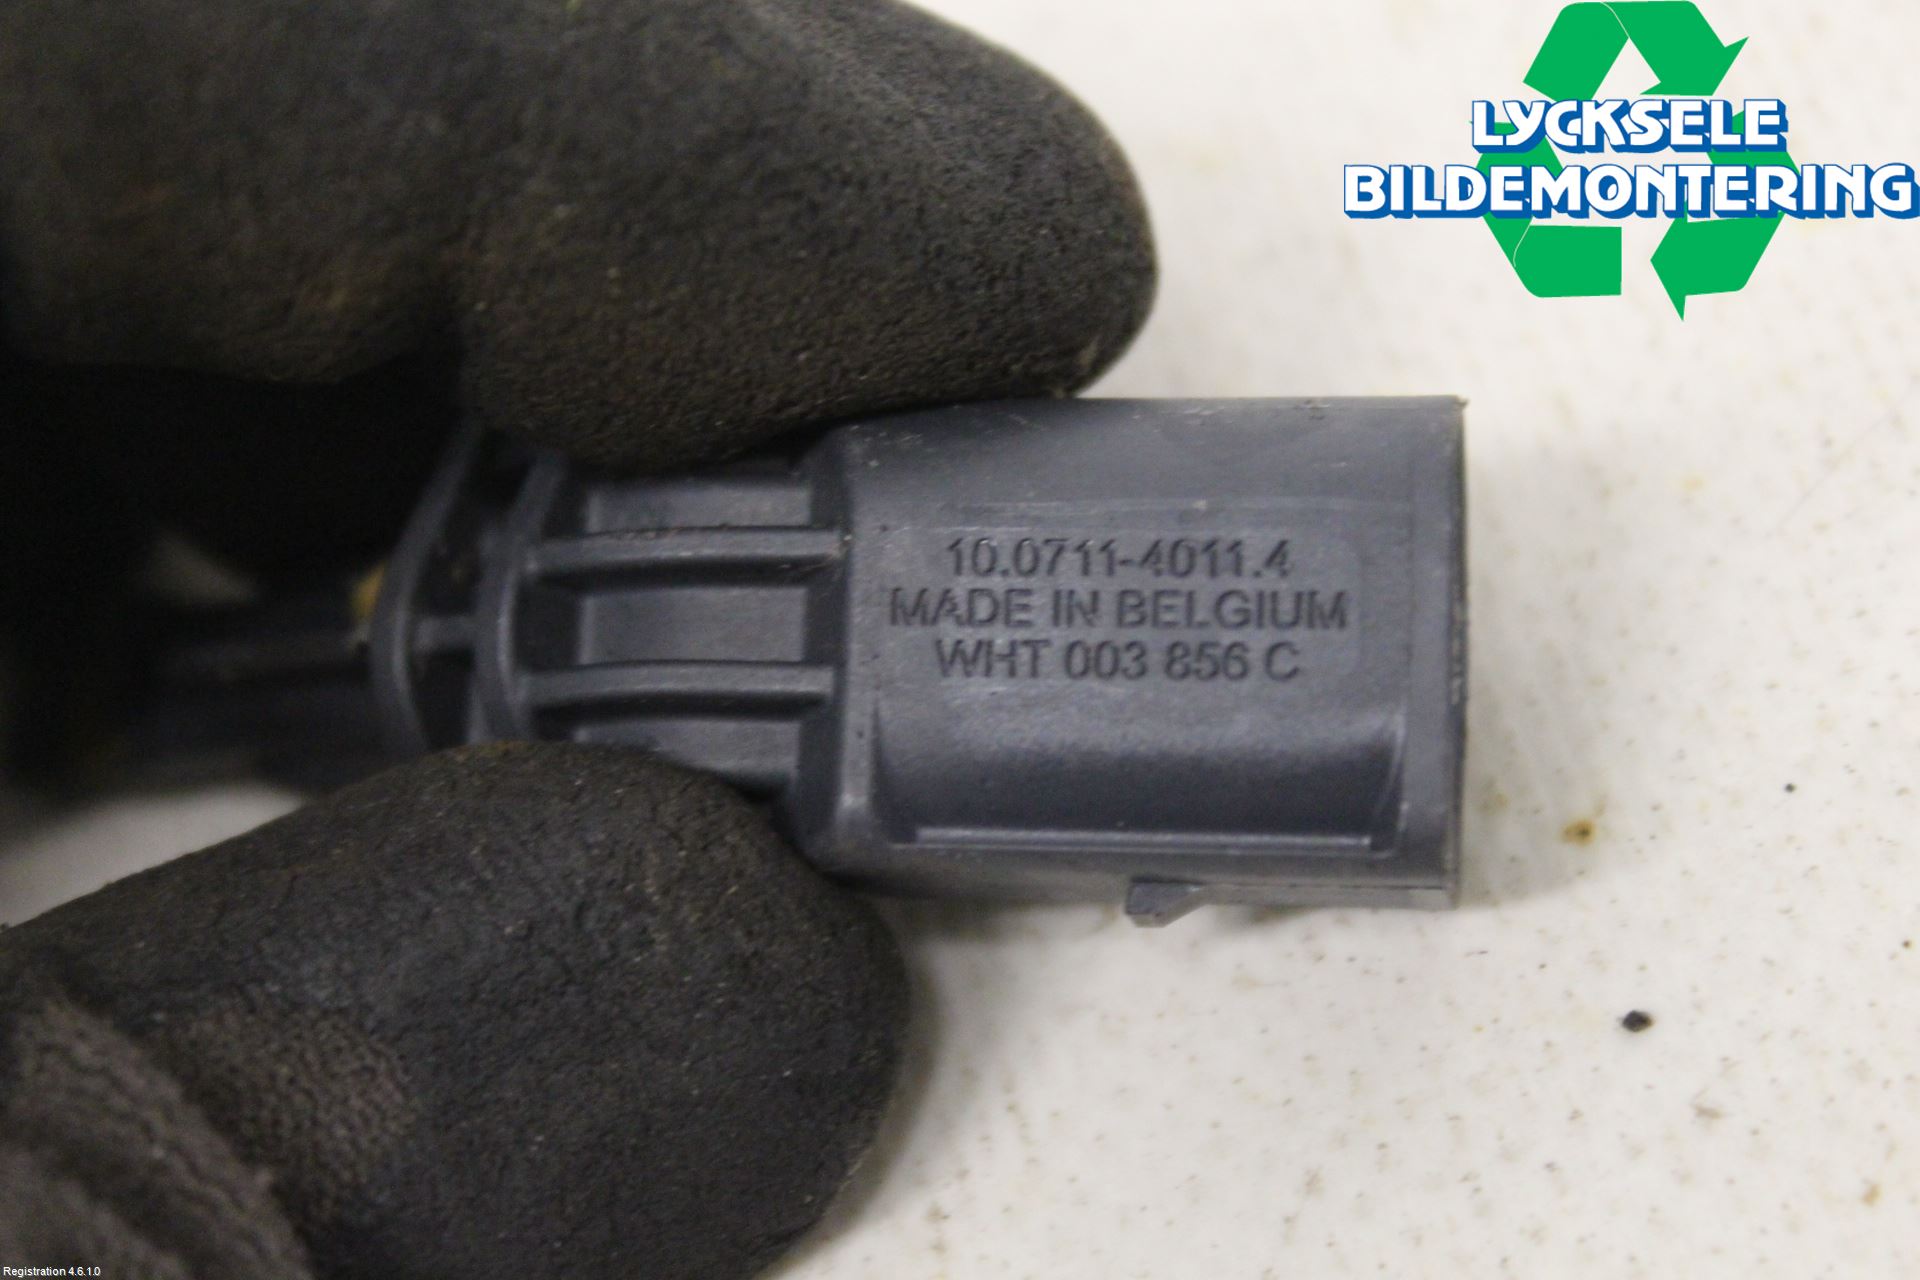 LYCKSELE
BILDEMONTERING
10.0711-4011.4
MADE IN BELGIUM
WHT 003 856 C
Registration 4.6.1.0